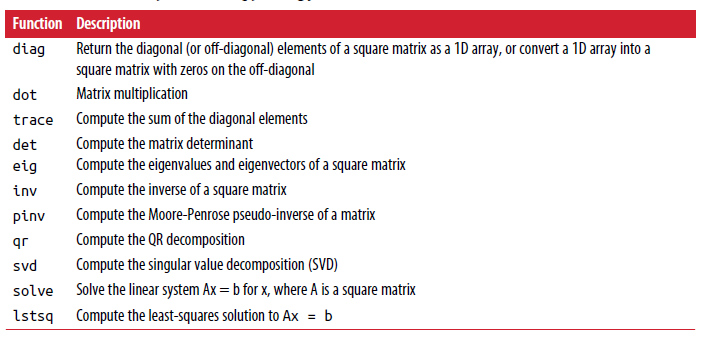 Function Description
diag Return the diagonal (or off-diagonal) elements of a square matrix as a 1D array, or convert a 1D array into a
square matrix with zeros on the off-diagonal
dot Matrix multiplication
trace Compute the sum of the diagonal elements
det Compute the matrix determinant
eig Compute the eigenvalues and eigenvectors of a square matrix
inv Compute the inverse of a square matrix
pinv Compute the Moore-Penrose pseudo-inverse of a matrix
qr Compute the QR decomposition
svd Compute the singular value decomposition (SVD)
solve Solve the linear system Ax = b for x, where A is a square matrix
lstsq Compute the least-squares solution to Ax = b